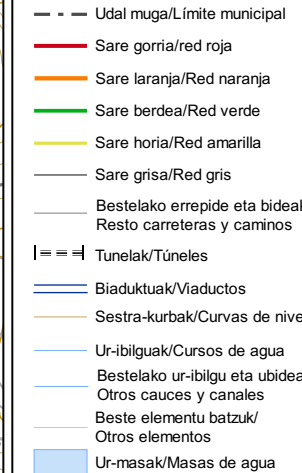 Udal muga/Límite municipal
Sare gorria/red roja
Sare laranja/Red naranja
Sare berdea/Red verde
Sare horia/Red amarilla
Sare grisa/Red gris
Bestelako errepide eta bideak
Resto carreteras y caminos
Tunelak/Túneles
Biaduktuak/Viaductos
Sestra-kurbak/Curvas de nive
Ur-ibilguak/Cursos de agua
Bestelako ur-ibilgu eta ubidea
Otros cauces y canales
Beste elementu batzuk/
Otros elementos
Ur-masak/Masas de agua